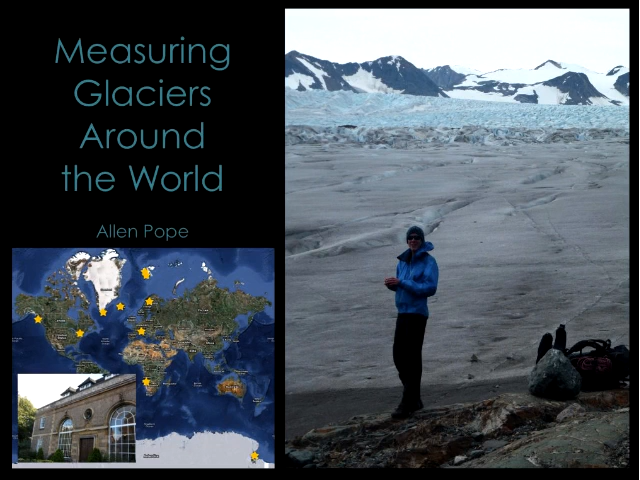 Measuring
Glaciers
Around
the World
Allen Pope